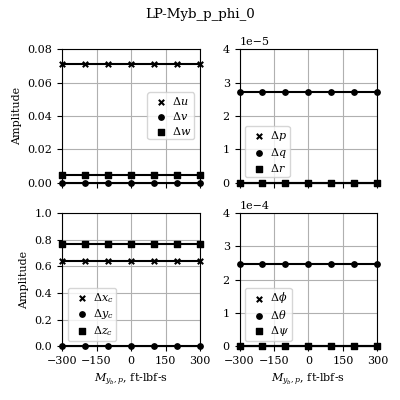 LP-Myb_p_phi_0
0.08
0.06
0.04
0.02
0.00
Amplitude
Δu
Δv
Δw
1e−5
4
3
2
1
0
Δp
Δq
Δr
1.0
0.8
0.6
0.4
0.2
0.0
Amplitude
Δx_c
Δy_c
Δz_c
−300 −150 0 150 300
M_{y_b,p}, ft-lbf-s
1e−4
4
3
2
1
0
Δϕ
Δθ
Δψ
−300 −150 0 150 300
M_{y_b,p}, ft-lbf-s